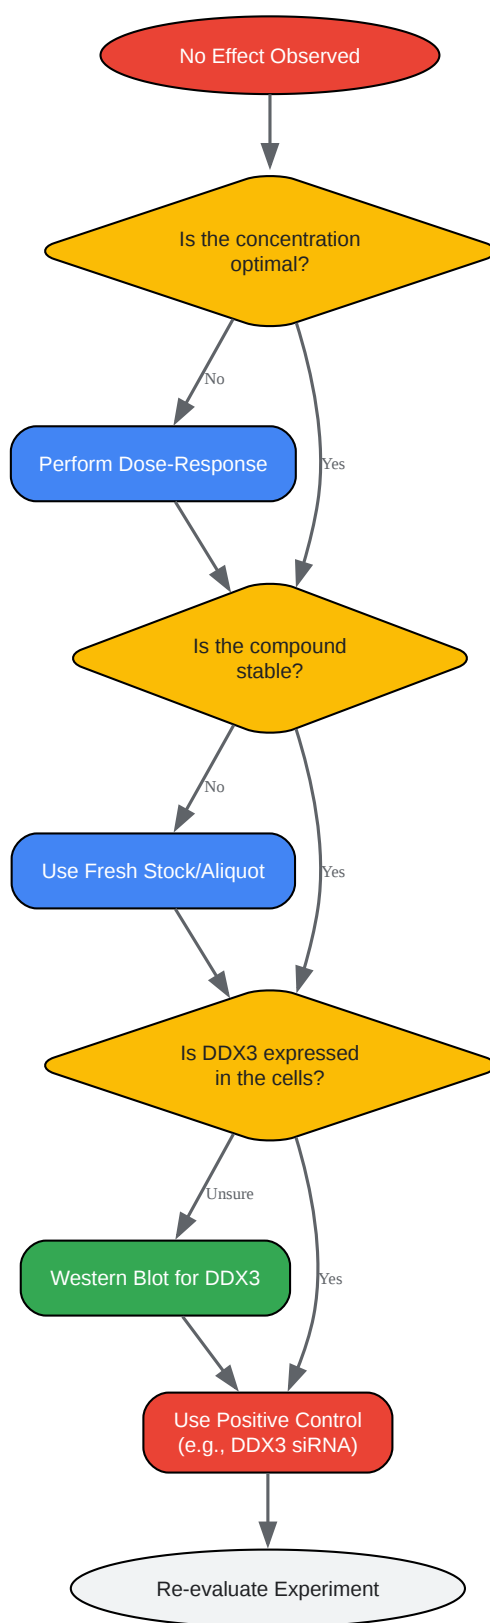 No Effect Observed
Is the concentration
optimal?
No
Yes
Perform Dose-Response
Is the compound
stable?
No
Yes
Use Fresh Stock/Aliquot
Is DDX3 expressed
in the cells?
Unsure
Yes
Western Blot for DDX3
Use Positive Control
(e.g., DDX3 siRNA)
Re-evaluate Experiment